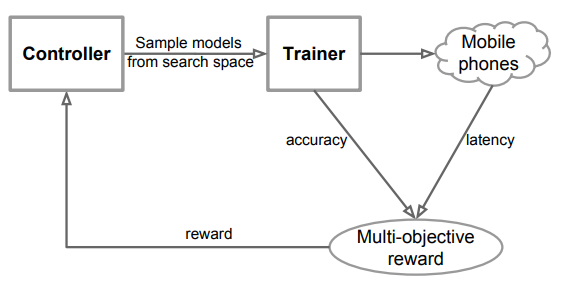 Controller
Sample models
from search space
Trainer
Mobile
phones
accuracy
latency
reward
Multi-objective
reward